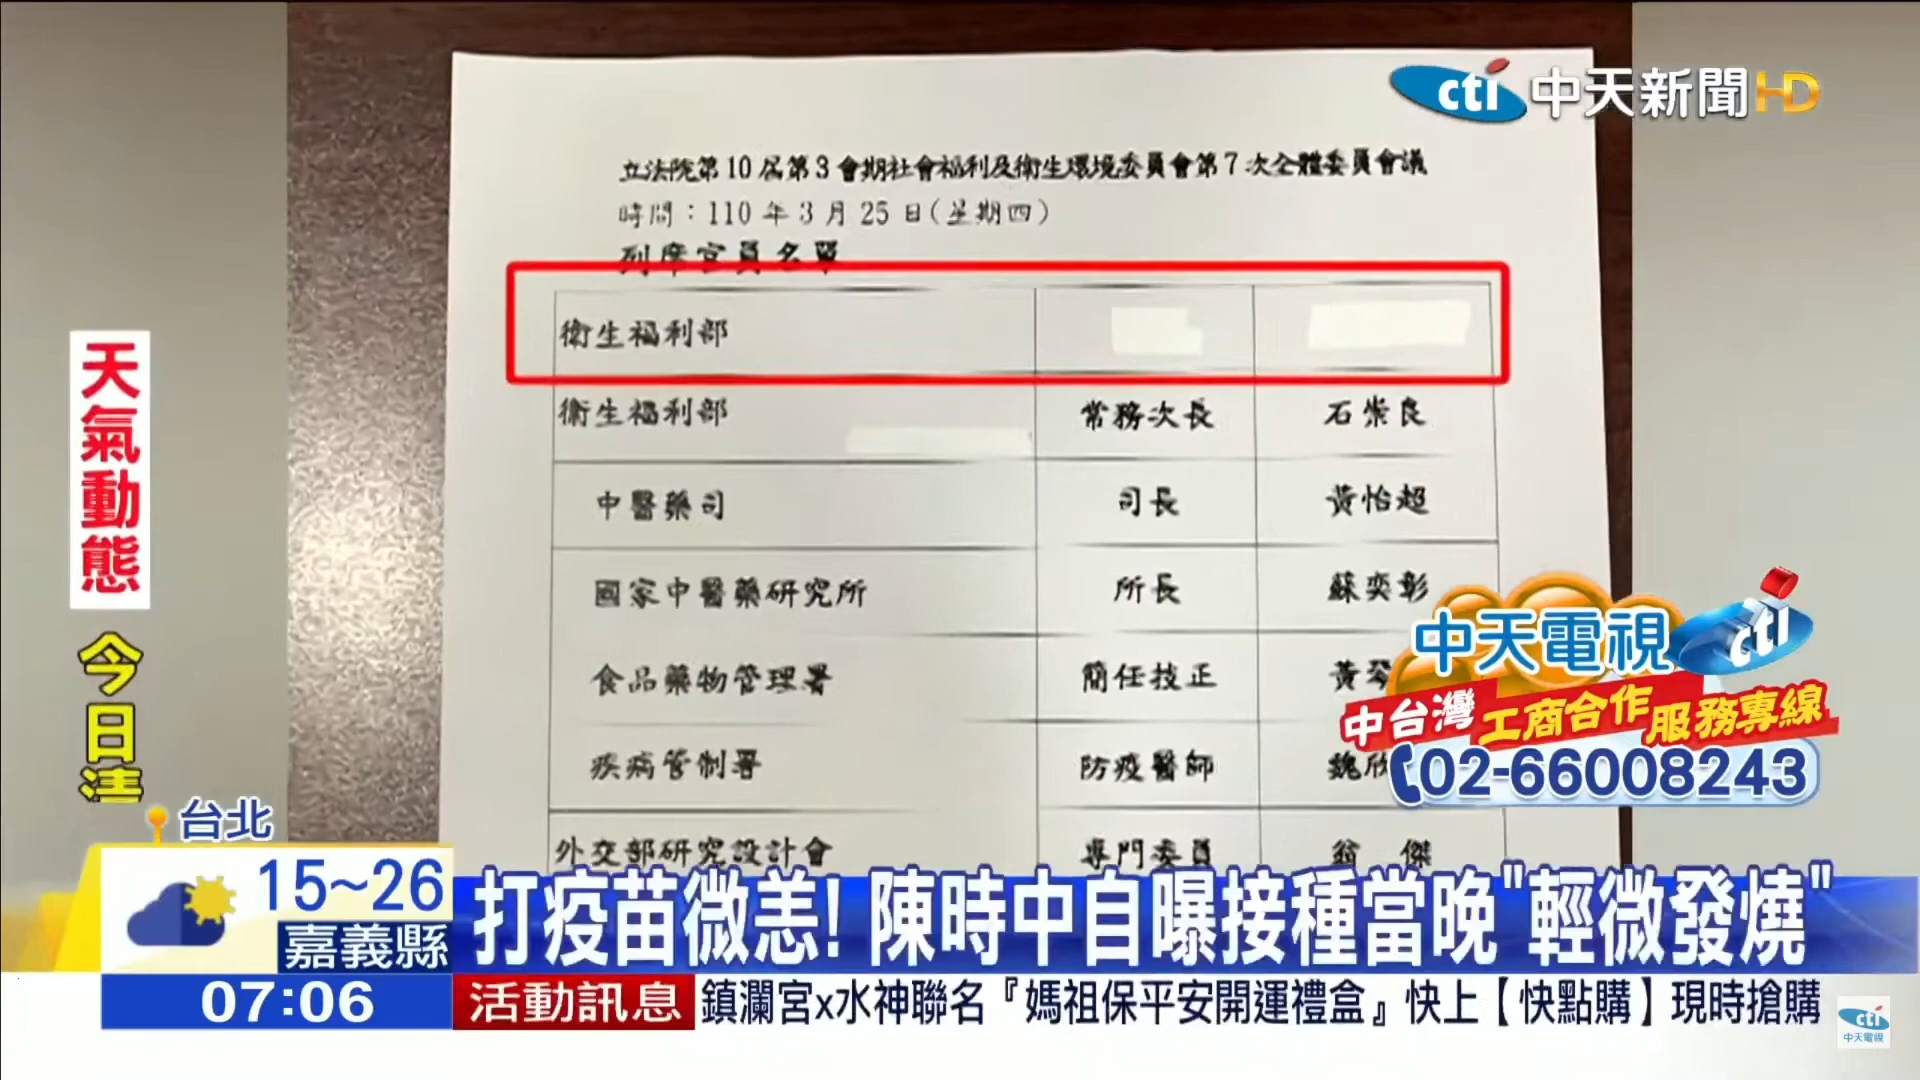 cti 中天新聞HD
立法院第10屆第3會期社會福利及衛生環境委員會第7次全體委員會議
時間：110年3月25日(星期四)
列席官員名單
衛生福利部
衛生福利部 常務次長 石崇良
中醫藥司 司長 黃怡超
國家中醫藥研究所 所長 蘇奕彰
食品藥物管理署 簡任技正 黃琴
疾病管制署 防疫醫師 魏欣
外交部研究設計會 專門委員 翁 傑
天氣動態
今日清
中天電視 cti
中台灣 工商合作 服務專線
02-66008243
台北
15~26
嘉義縣
打疫苗微恙! 陳時中自曝接種當晚"輕微發燒"
07:06
活動訊息
鎮瀾宮x水神聯名『媽祖保平安開運禮盒』快上【快點購】現時搶購
cti
中天電視